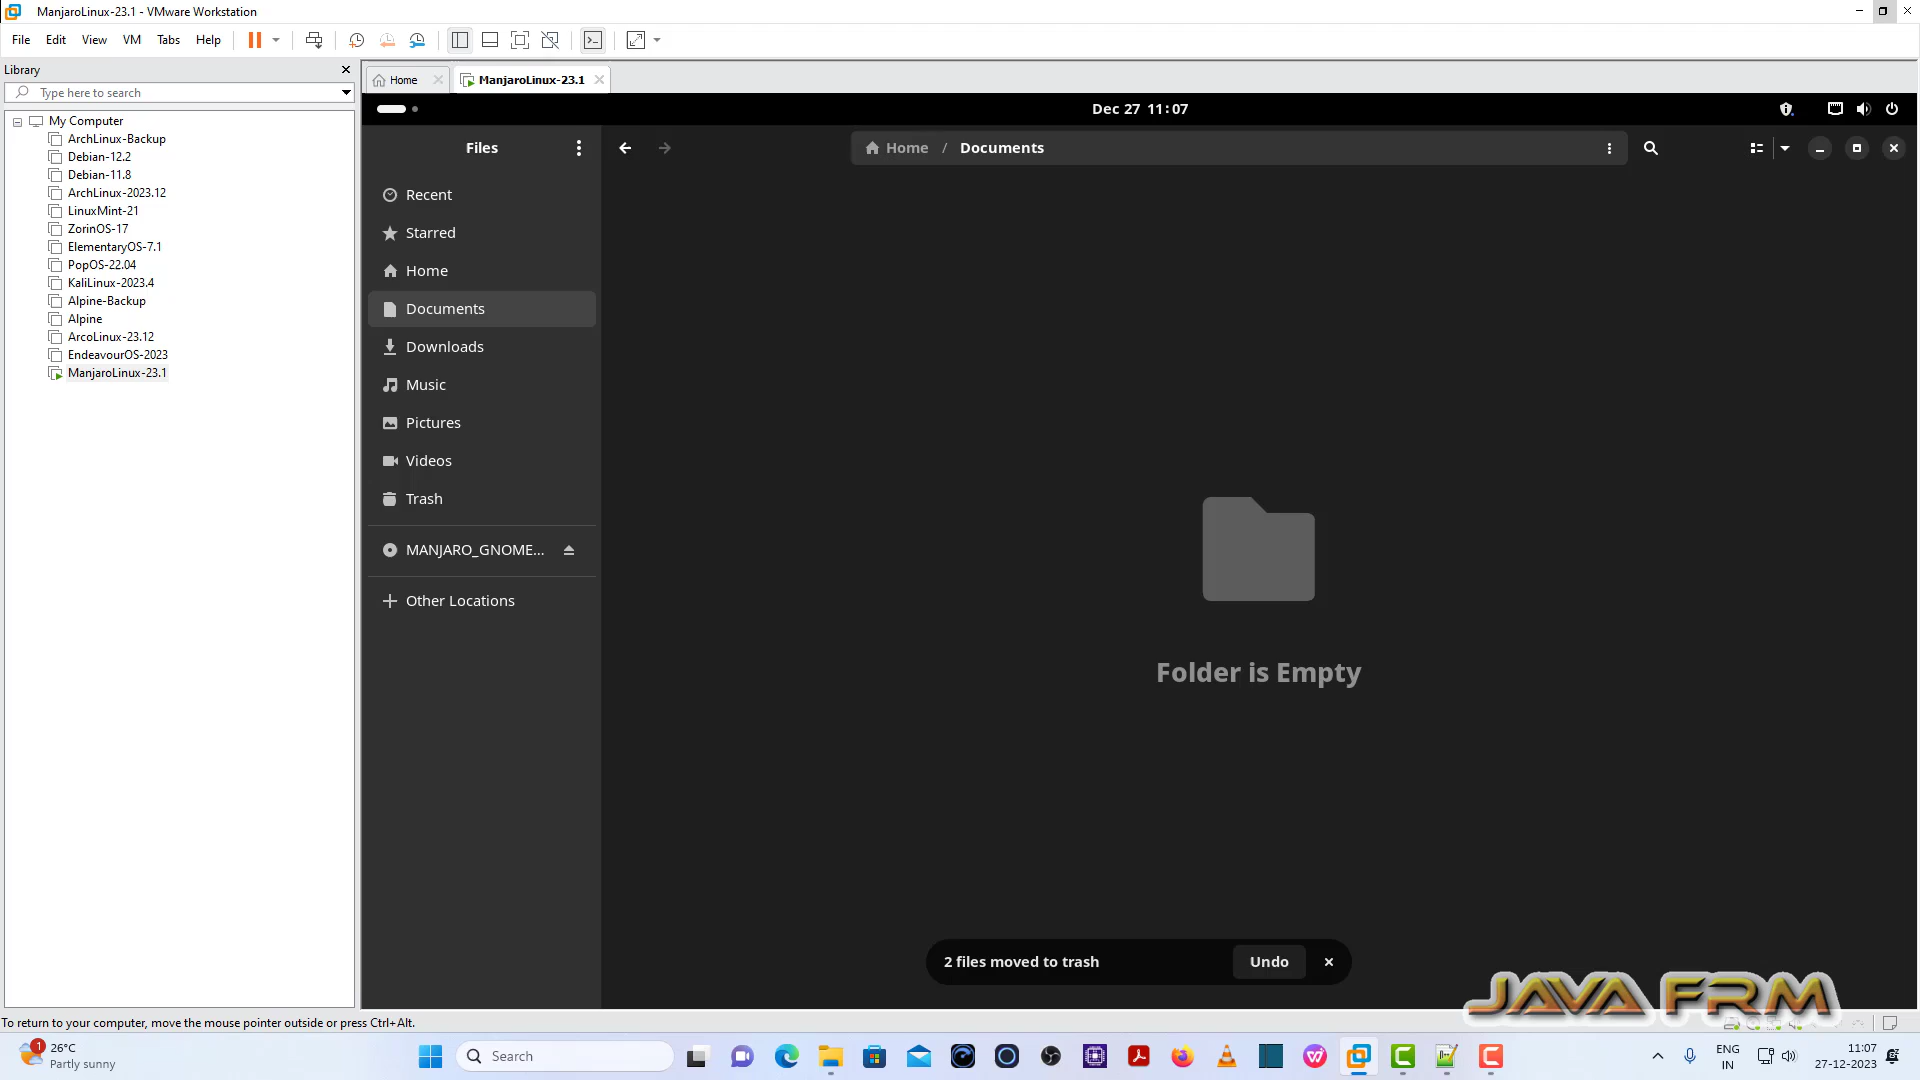 ManjaroLinux-23.1 - VMware Workstation
File Edit View VM Tabs Help
Library
Type here to search
My Computer
ArchLinux-Backup
Debian-12.2
Debian-11.8
ArchLinux-2023.12
LinuxMint-21
ZorinOS-17
ElementaryOS-7.1
PopOS-22.04
KaliLinux-2023.4
Alpine-Backup
Alpine
ArcoLinux-23.12
EndeavourOS-2023
ManjaroLinux-23.1
Home
ManjaroLinux-23.1
Dec 27 11:07
Files
Home / Documents
Recent
Starred
Home
Documents
Downloads
Music
Pictures
Videos
Trash
MANJARO_GNOME...
Other Locations
Folder is Empty
2 files moved to trash
Undo
JAVA FRM
To return to your computer, move the mouse pointer outside or press Ctrl+Alt.
1
26°C
Partly sunny
Search
ENG
IN
11:07
27-12-2023